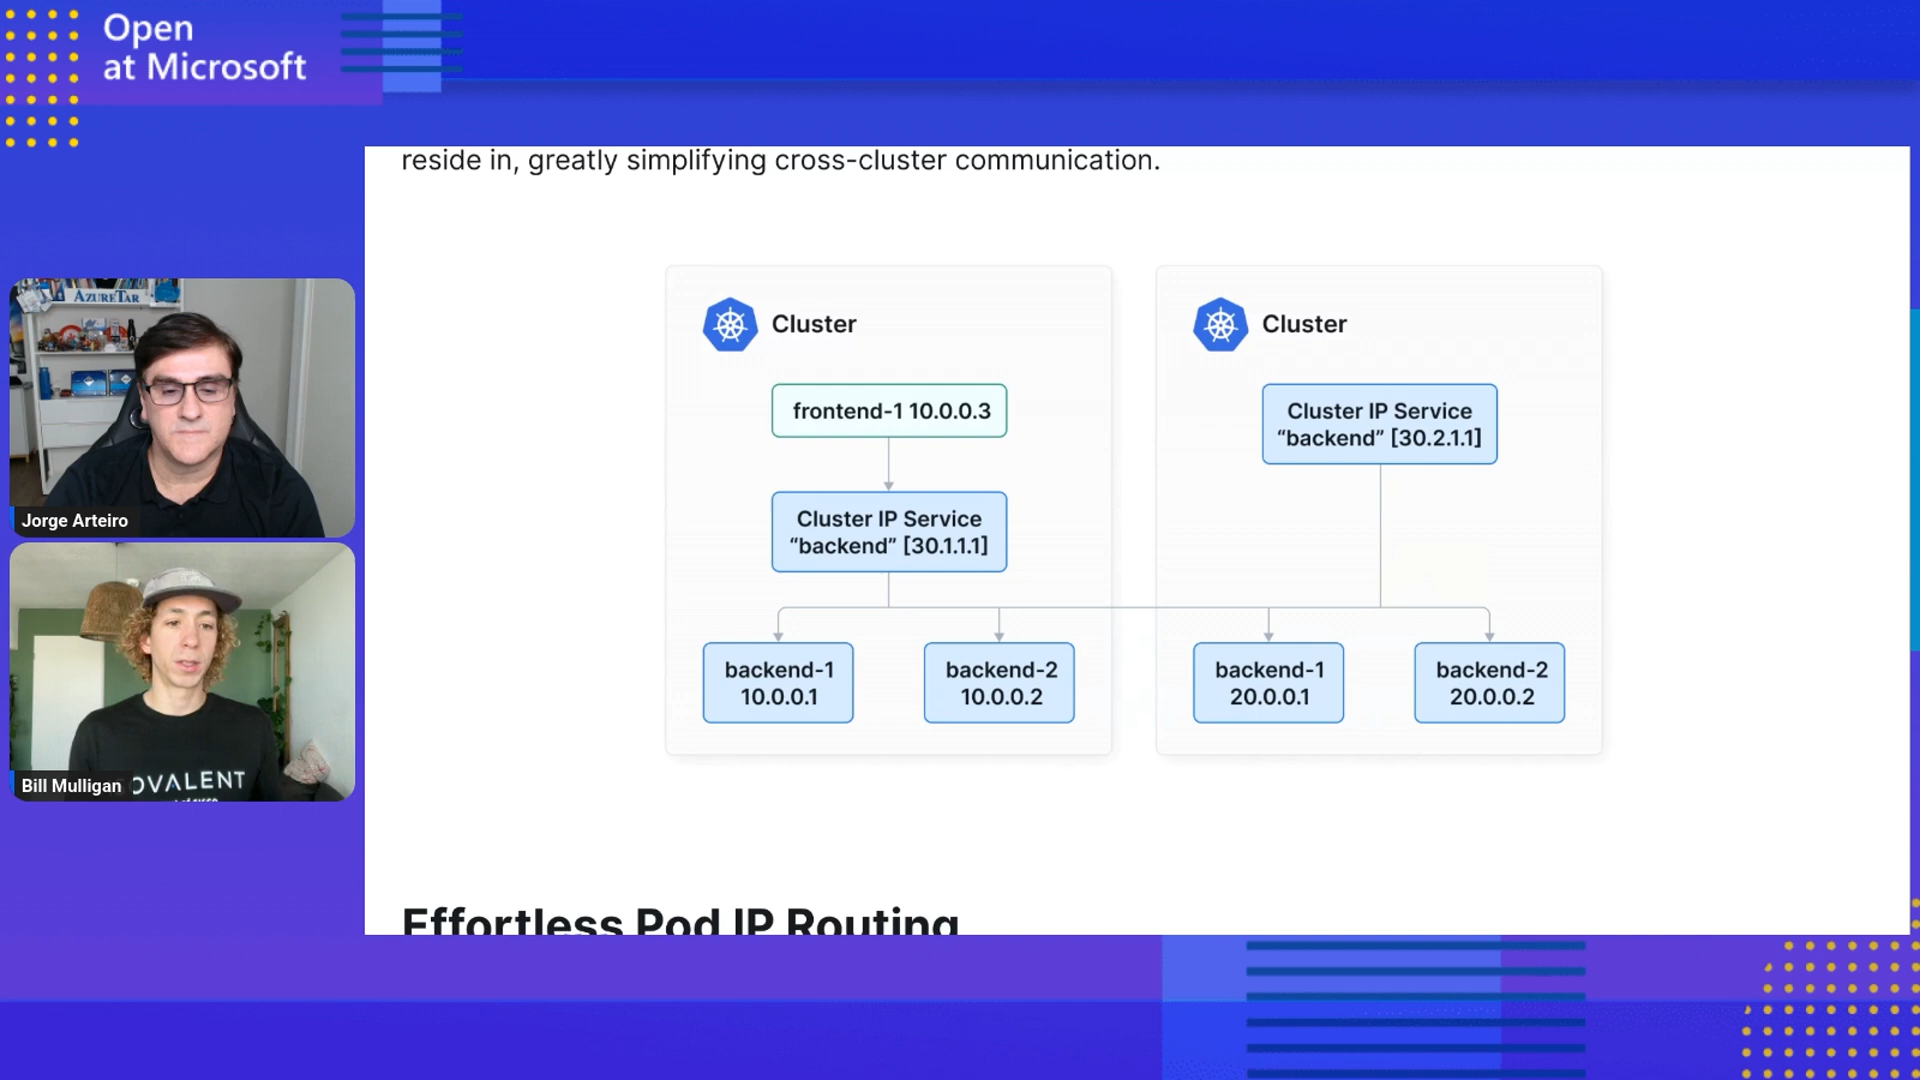 Open
at Microsoft
reside in, greatly simplifying cross-cluster communication.
Cluster
frontend-1 10.0.0.3
Cluster IP Service
“backend” [30.1.1.1]
backend-1
10.0.0.1
backend-2
10.0.0.2
Cluster
Cluster IP Service
“backend” [30.2.1.1]
backend-1
20.0.0.1
backend-2
20.0.0.2
Effortless Pod IP Routing
AZURETAR
Jorge Arteiro
OVALENT
Bill Mulligan